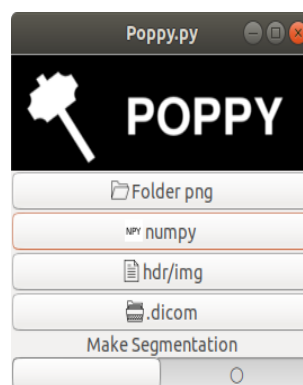 Poppy.py
POPPY
Folder png
NPY numpy
hdr/img
.dicom
Make Segmentation